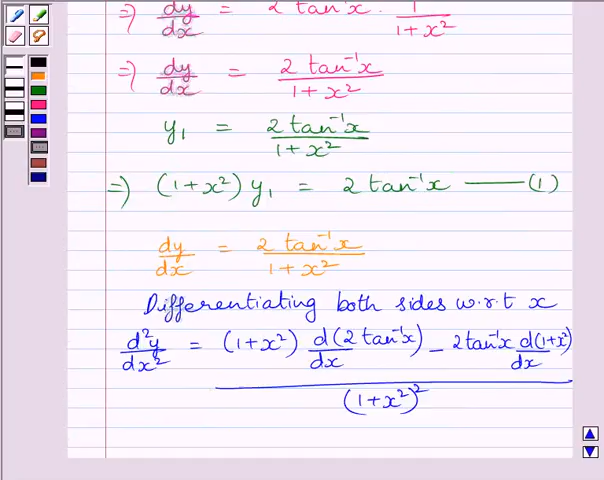 ⇒) dy/dx = 2 tan⁻¹x · 1/(1+x²)
⇒) dy/dx = 2 tan⁻¹x/(1+x²)
y₁ = 2 tan⁻¹x/(1+x²)
⇒) (1+x²) y₁ = 2 tan⁻¹x —— (1)
dy/dx = 2 tan⁻¹x/(1+x²)
Differentiating both sides w.r.t x
d²y/dx² = (1+x²) d(2 tan⁻¹x)/dx – 2tan⁻¹x d(1+x²)/dx
(1+x²)²